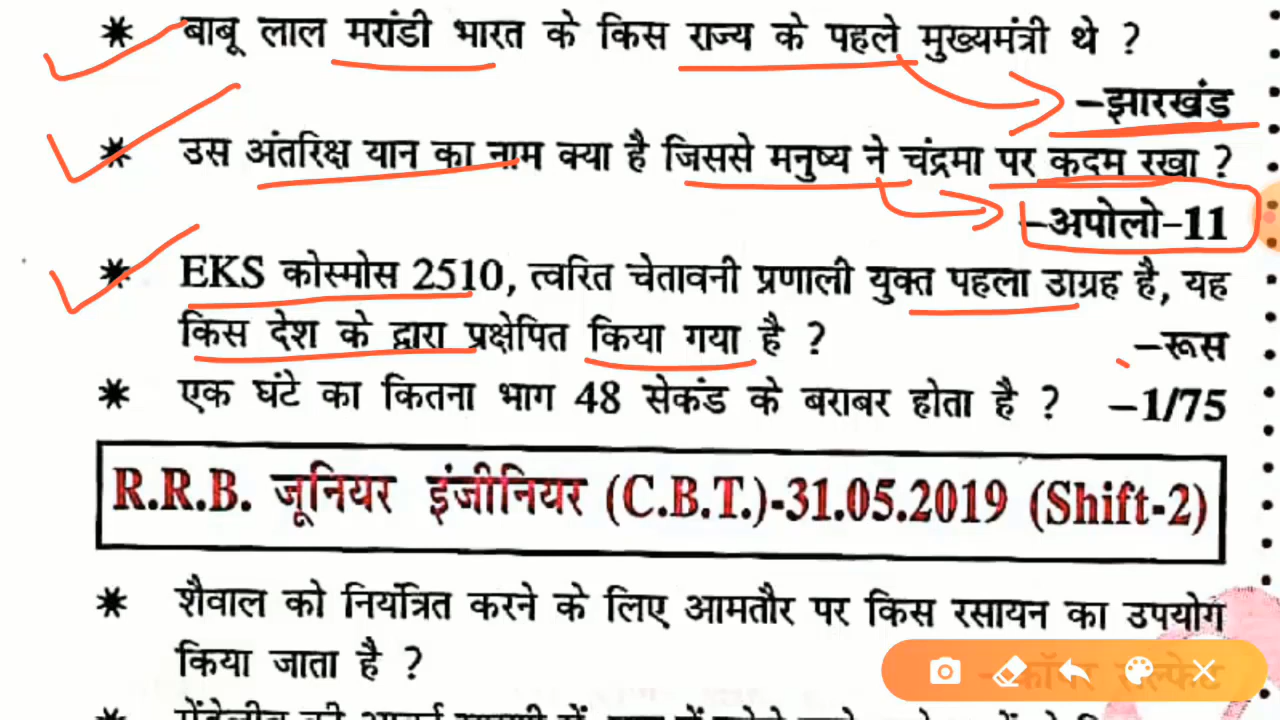 * बाबू लाल मरांडी भारत के किस राज्य के पहले मुख्यमंत्री थे ?
–झारखंड
* उस अंतरिक्ष यान का नाम क्या है जिससे मनुष्य ने चंद्रमा पर कदम रखा ?
–अपोलो-11
* EKS कोस्मोस 2510, त्वरित चेतावनी प्रणाली युक्त पहला उाग्रह है, यह
किस देश के द्वारा प्रक्षेपित किया गया है ? –रूस
* एक घंटे का कितना भाग 48 सेकंड के बराबर होता है ? –1/75
R.R.B. जूनियर इंजीनियर (C.B.T.)-31.05.2019 (Shift-2)
* शैवाल को नियंत्रित करने के लिए आमतौर पर किस रसायन का उपयोग
किया जाता है ? –कॉपर सल्फेट